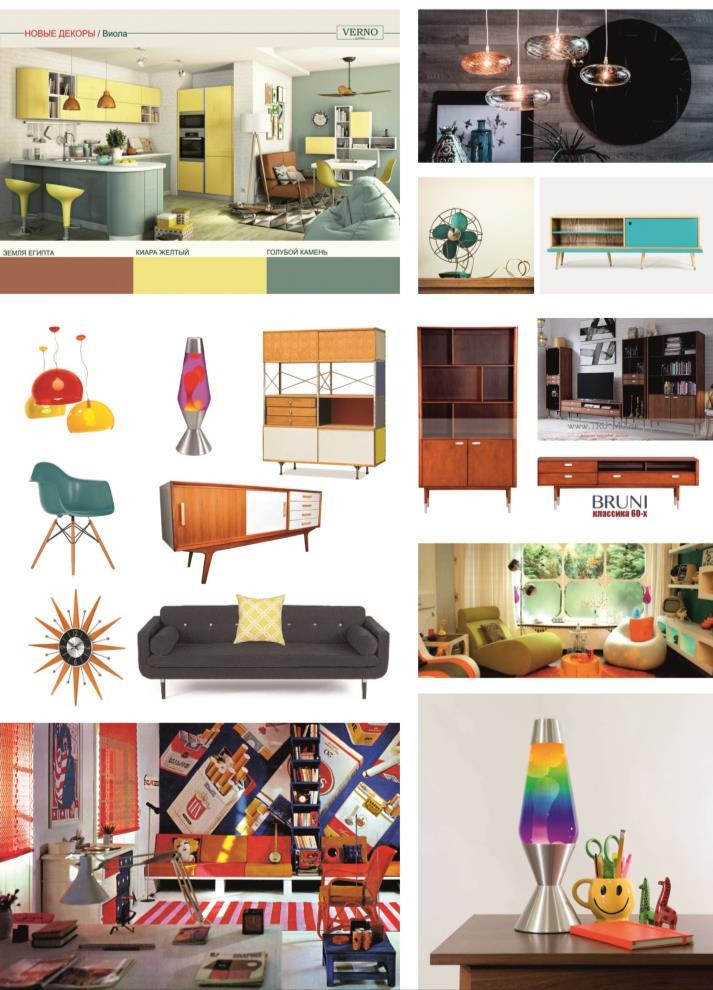 НОВЫЕ ДЕКОРЫ / Виола
VERNO
ЗЕМЛЯ ЕГИПТА
КИАРА ЖЕЛТЫЙ
ГОЛУБОЙ КАМЕНЬ
BRUNI
классика 60-х